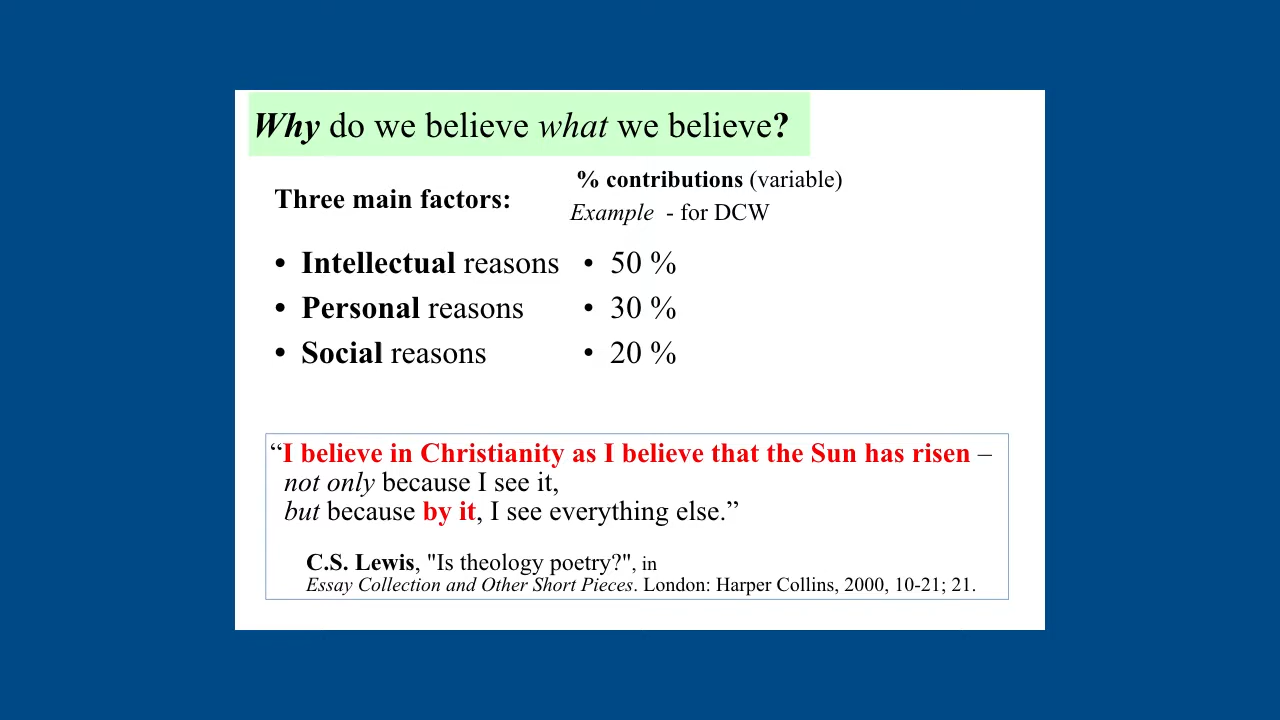 Why do we believe what we believe?
Three main factors:
% contributions (variable)
Example - for DCW
• Intellectual reasons
• Personal reasons
• Social reasons
• 50 %
• 30 %
• 20 %
“I believe in Christianity as I believe that the Sun has risen –
not only because I see it,
but because by it, I see everything else.”
C.S. Lewis, "Is theology poetry?", in
Essay Collection and Other Short Pieces. London: Harper Collins, 2000, 10-21; 21.